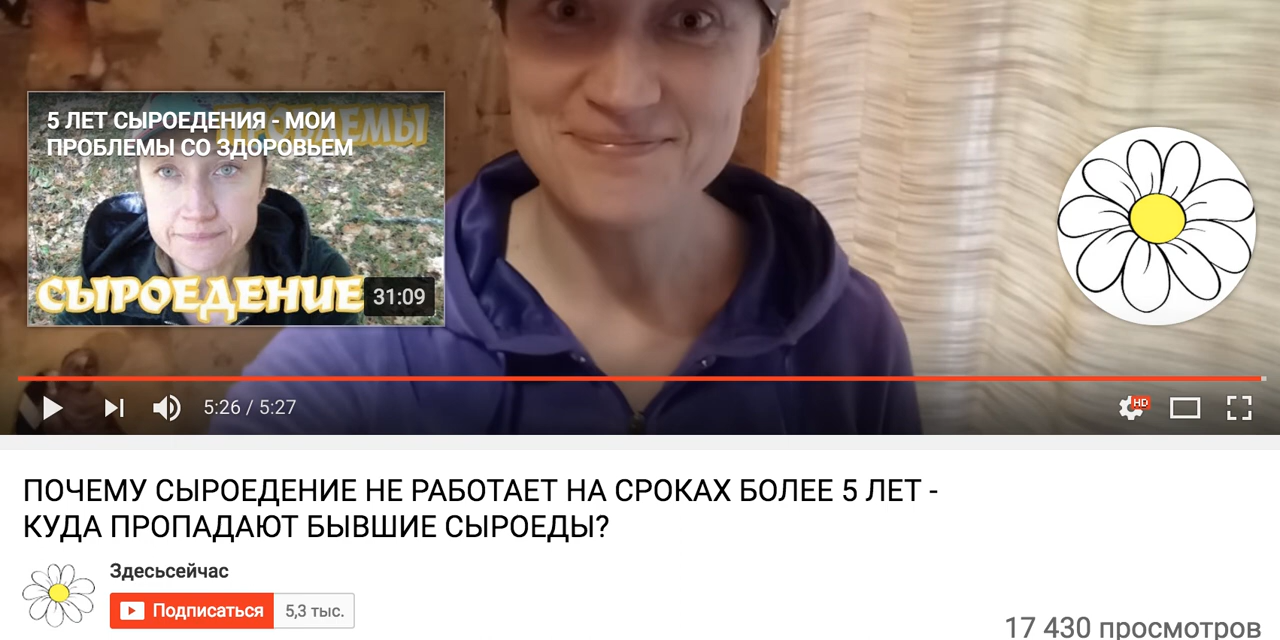 5 ЛЕТ СЫРОЕДЕНИЯ - МОИ
ПРОБЛЕМЫ СО ЗДОРОВЬЕМ
ПРОБЛЕМЫ
СЫРОЕДЕНИЕ
31:09
5:26 / 5:27
HD
ПОЧЕМУ СЫРОЕДЕНИЕ НЕ РАБОТАЕТ НА СРОКАХ БОЛЕЕ 5 ЛЕТ -
КУДА ПРОПАДАЮТ БЫВШИЕ СЫРОЕДЫ?
Здесьсейчас
Подписаться 5,3 тыс.
17 430 просмотров